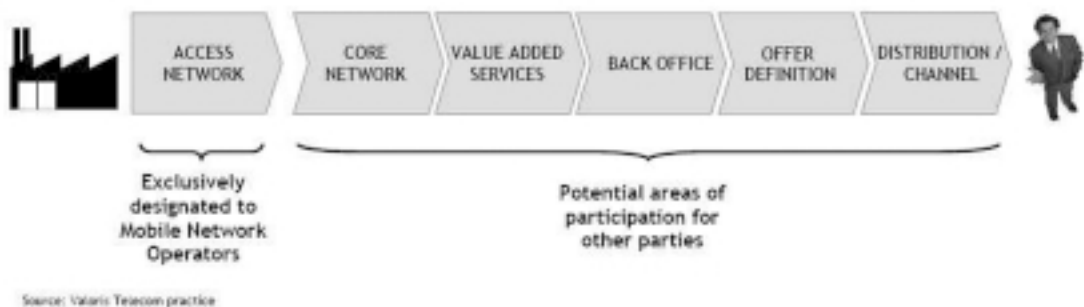 ACCESS
NETWORK
CORE
NETWORK
VALUE ADDED
SERVICES
BACK OFFICE
OFFER
DEFINITION
DISTRIBUTION /
CHANNEL
Exclusively
designated to
Mobile Network
Operators
Potential areas of
participation for
other parties
Source: Valoris Telecom practice